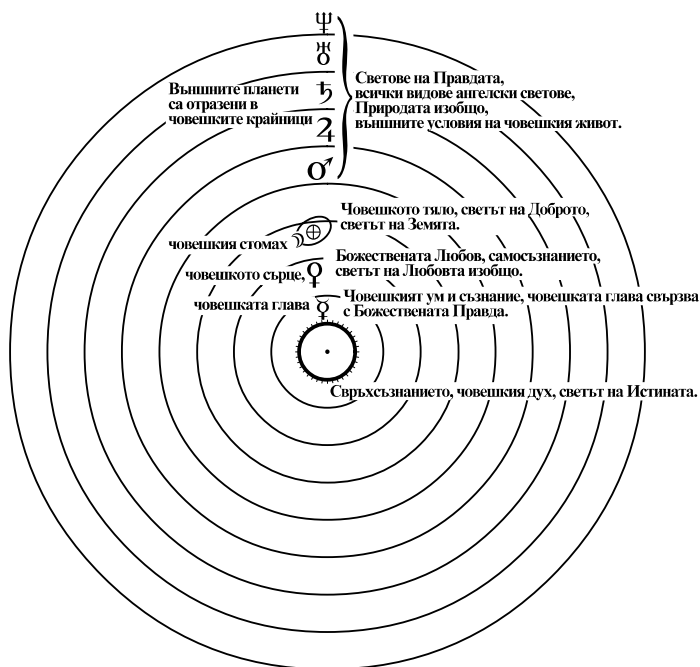 Светове на Правдата,
всички видове ангелски светове,
Природата изобщо,
външните условия на човешкия живот.
Външните планети
са отразени в
човешките крайници
Човешкото тяло, светът на Доброто,
светът на Земята.
човешкия стомах
Божествената Любов, самосъзнанието,
светът на Любовта изобщо.
човешкото сърце,
Човешкият ум и съзнание, човешката глава свързва
с Божествената Правда.
човешката глава
Свръхсъзнанието, човешкия дух, светът на Истината.